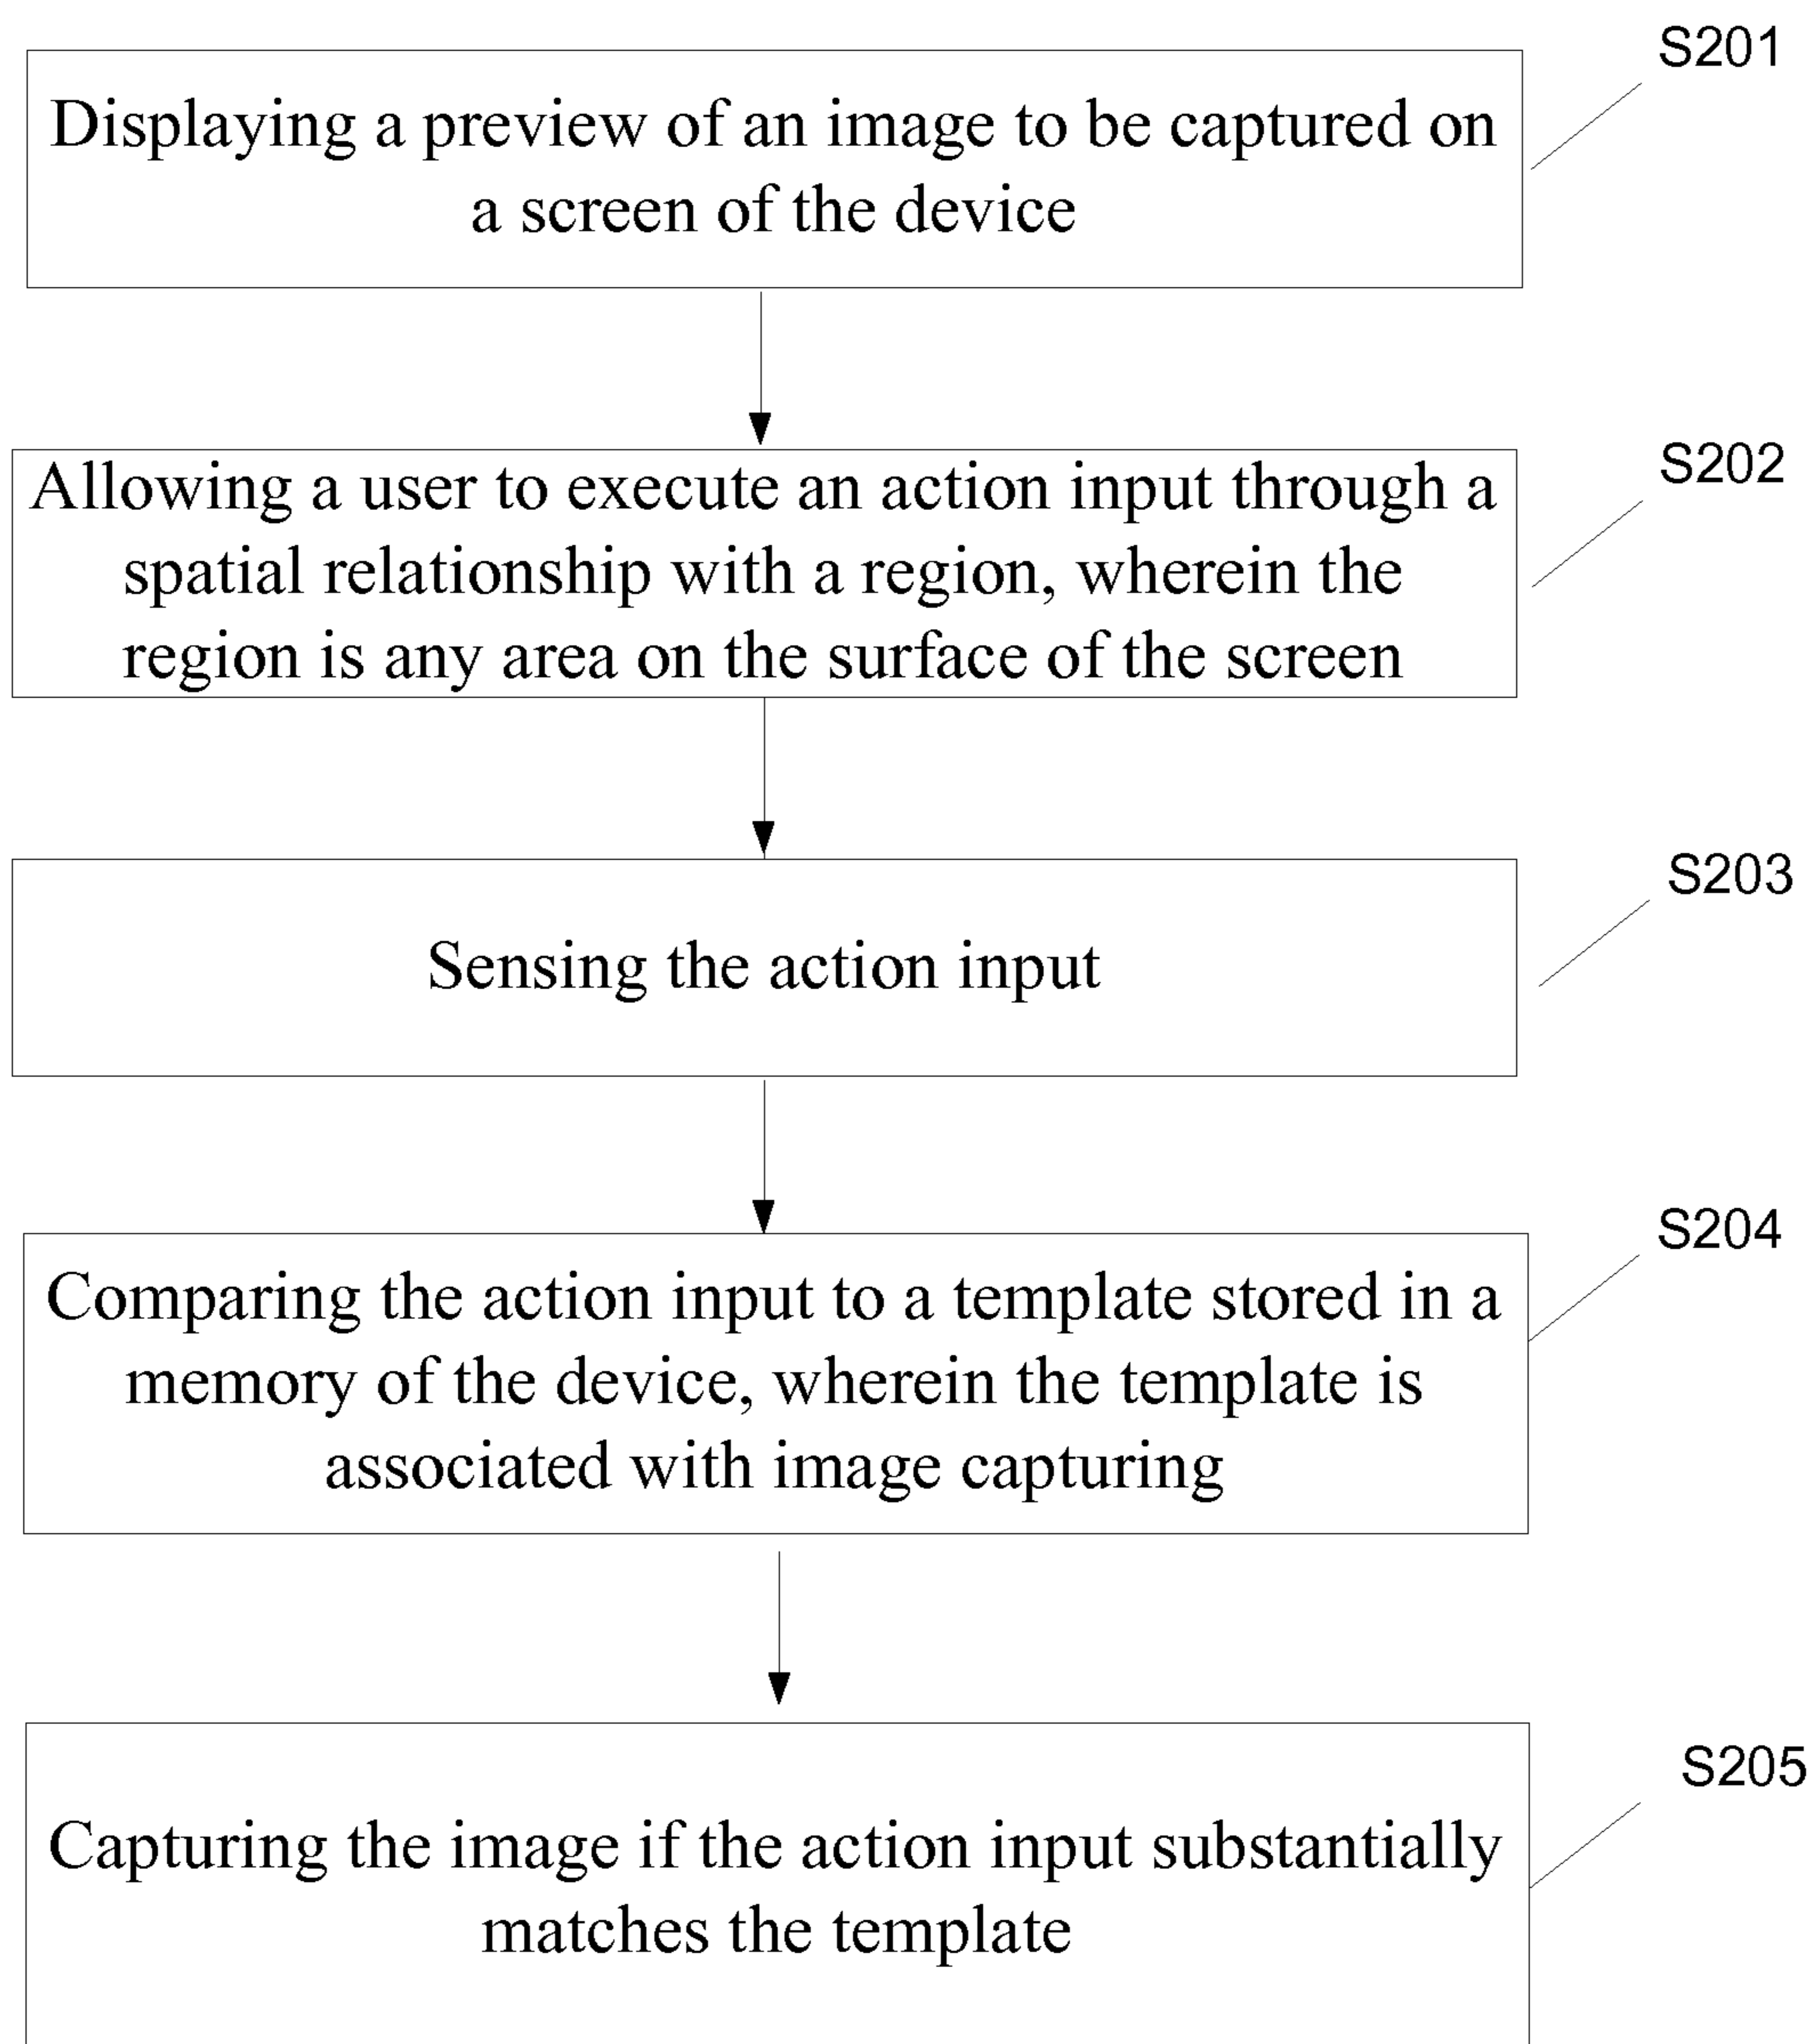 S201
Displaying a preview of an image to be captured on
a screen of the device
S202
Allowing a user to execute an action input through a
spatial relationship with a region, wherein the
region is any area on the surface of the screen
S203
Sensing the action input
S204
Comparing the action input to a template stored in a
memory of the device, wherein the template is
associated with image capturing
S205
Capturing the image if the action input substantially
matches the template